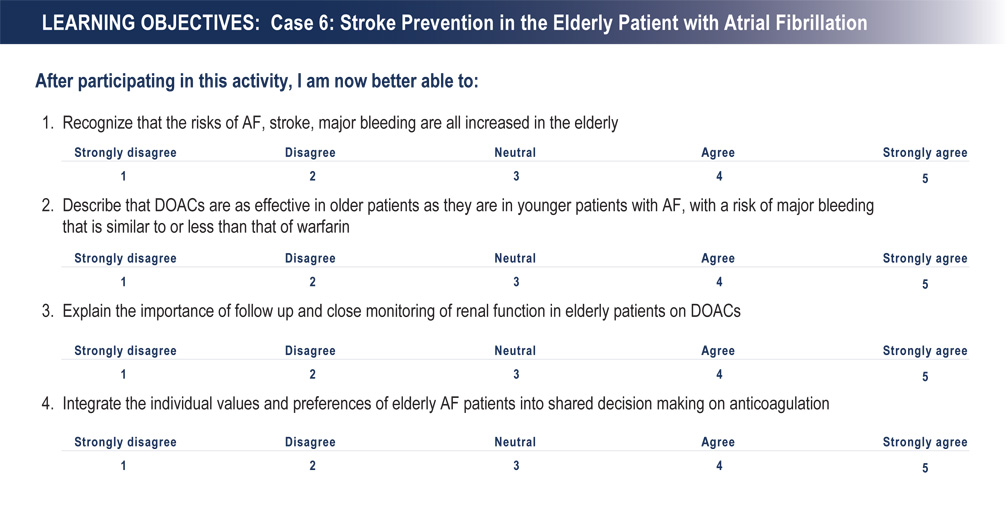 LEARNING OBJECTIVES: Case 6: Stroke Prevention in the Elderly Patient with Atrial Fibrillation
After participating in this activity, I am now better able to:
1. Recognize that the risks of AF, stroke, major bleeding are all increased in the elderly
Strongly disagree Disagree Neutral Agree Strongly agree
1 2 3 4 5
2. Describe that DOACs are as effective in older patients as they are in younger patients with AF, with a risk of major bleeding
that is similar to or less than that of warfarin
Strongly disagree Disagree Neutral Agree Strongly agree
1 2 3 4 5
3. Explain the importance of follow up and close monitoring of renal function in elderly patients on DOACs
Strongly disagree Disagree Neutral Agree Strongly agree
1 2 3 4 5
4. Integrate the individual values and preferences of elderly AF patients into shared decision making on anticoagulation
Strongly disagree Disagree Neutral Agree Strongly agree
1 2 3 4 5